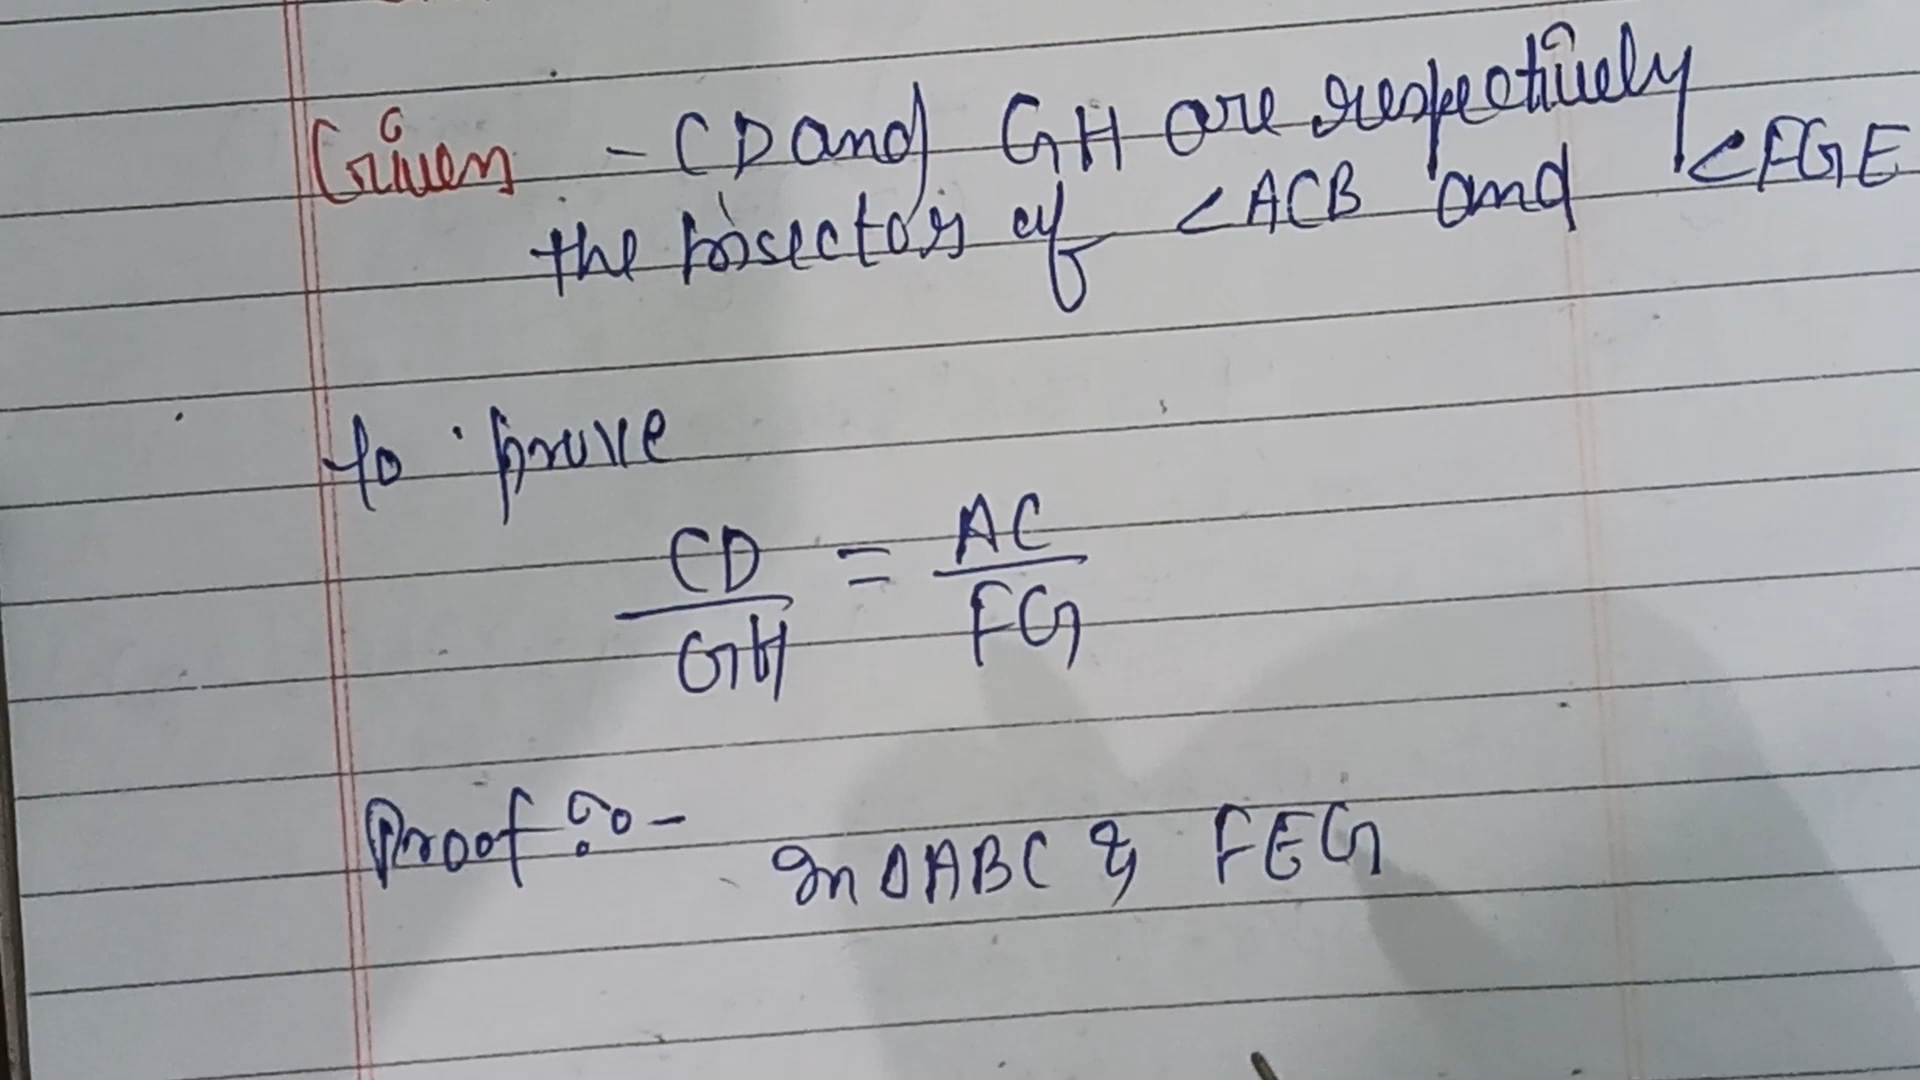 Given - CD and GH are respectively
the bisectors of ∠ACB and ∠FGE
to prove
CD/GH = AC/FG
Proof :-
In ΔABC & FEG